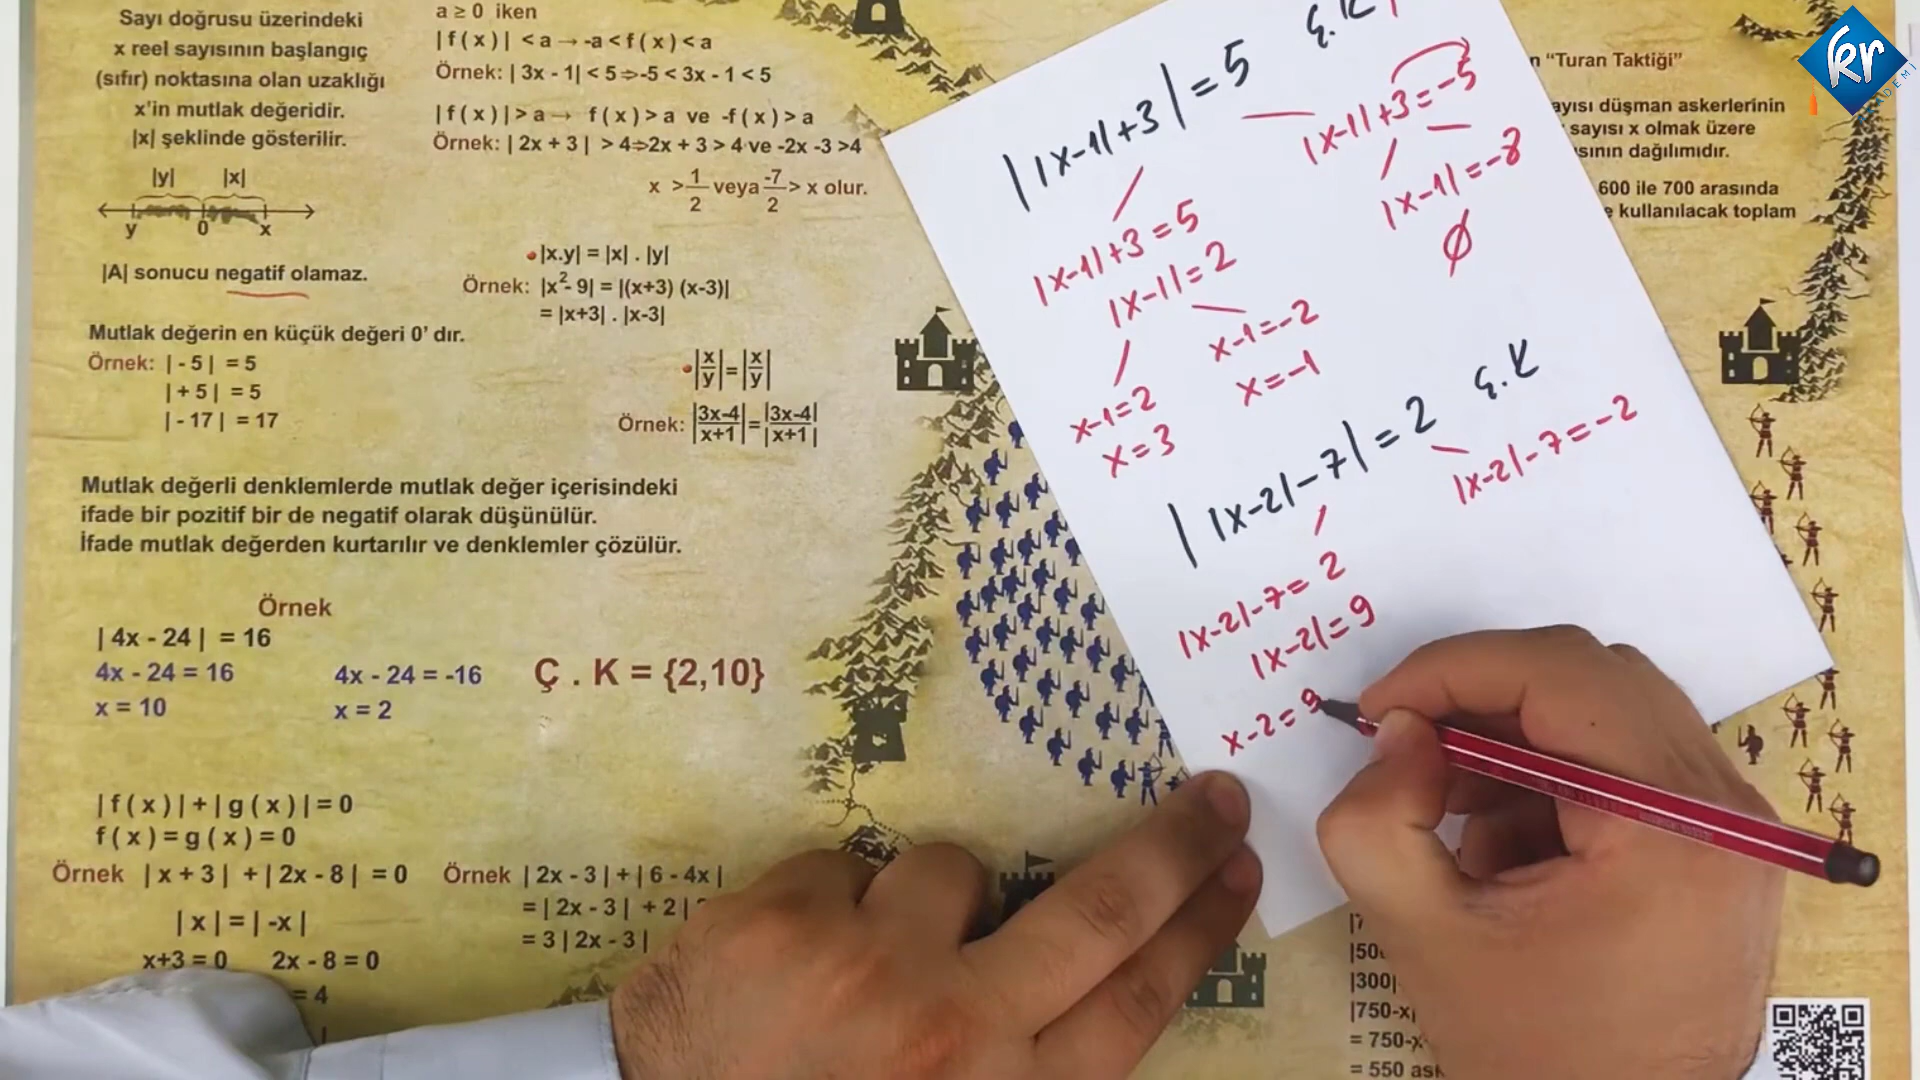 Sayı doğrusu üzerindeki
x reel sayısının başlangıç
(sıfır) noktasına olan uzaklığı
x'in mutlak değeridir.
|x| şeklinde gösterilir.
|y| |x|
y 0 x
|A| sonucu negatif olamaz.
Mutlak değerin en küçük değeri 0' dır.
Örnek: | - 5 | = 5
| + 5 | = 5
| - 17 | = 17
a ≥ 0 iken
| f ( x ) | < a → -a < f ( x ) < a
Örnek: | 3x - 1| < 5 ⇒ -5 < 3x - 1 < 5
| f ( x ) | > a → f ( x ) > a ve -f ( x ) > a
Örnek: | 2x + 3 | > 4 ⇒ 2x + 3 > 4 ve -2x -3 >4
x > 1/2 veya -7/2 > x olur.
|x.y| = |x| . |y|
Örnek: |x² - 9| = |(x+3) (x-3)|
= |x+3| . |x-3|
|x/y| = |x/y|
Örnek: |3x-4/x+1| = |3x-4|/|x+1|
Mutlak değerli denklemlerde mutlak değer içerisindeki
ifade bir pozitif bir de negatif olarak düşünülür.
İfade mutlak değerden kurtarılır ve denklemler çözülür.
Örnek
| 4x - 24 | = 16
4x - 24 = 16 4x - 24 = -16 Ç . K = {2,10}
x = 10 x = 2
| f ( x ) | + | g ( x ) | = 0
f ( x ) = g ( x ) = 0
Örnek | x + 3 | + | 2x - 8 | = 0
| x | = | -x |
x+3 = 0 2x - 8 = 0
= 4
Örnek | 2x - 3 | + | 6 - 4x |
= | 2x - 3 | + 2 |
= 3 | 2x - 3 |
Ç.K
||x-1|+3| = 5
|x-1|+3=5
|x-1|=2
x-1=2
x=3
x-1=-2
x=-1
|x-1|+3=-5
|x-1|=-8
∅
||x-2|-7| = 2 Ç.K
|x-2|-7=2
|x-2|=9
x-2=9
|x-2|-7=-2
"Turan Taktiği"
ayısı düşman askerlerinin
sayısı x olmak üzere
sının dağılımıdır.
600 ile 700 arasında
kullanılacak toplam
|300|
|750-x|
= 750-x
= 550 ask
kr